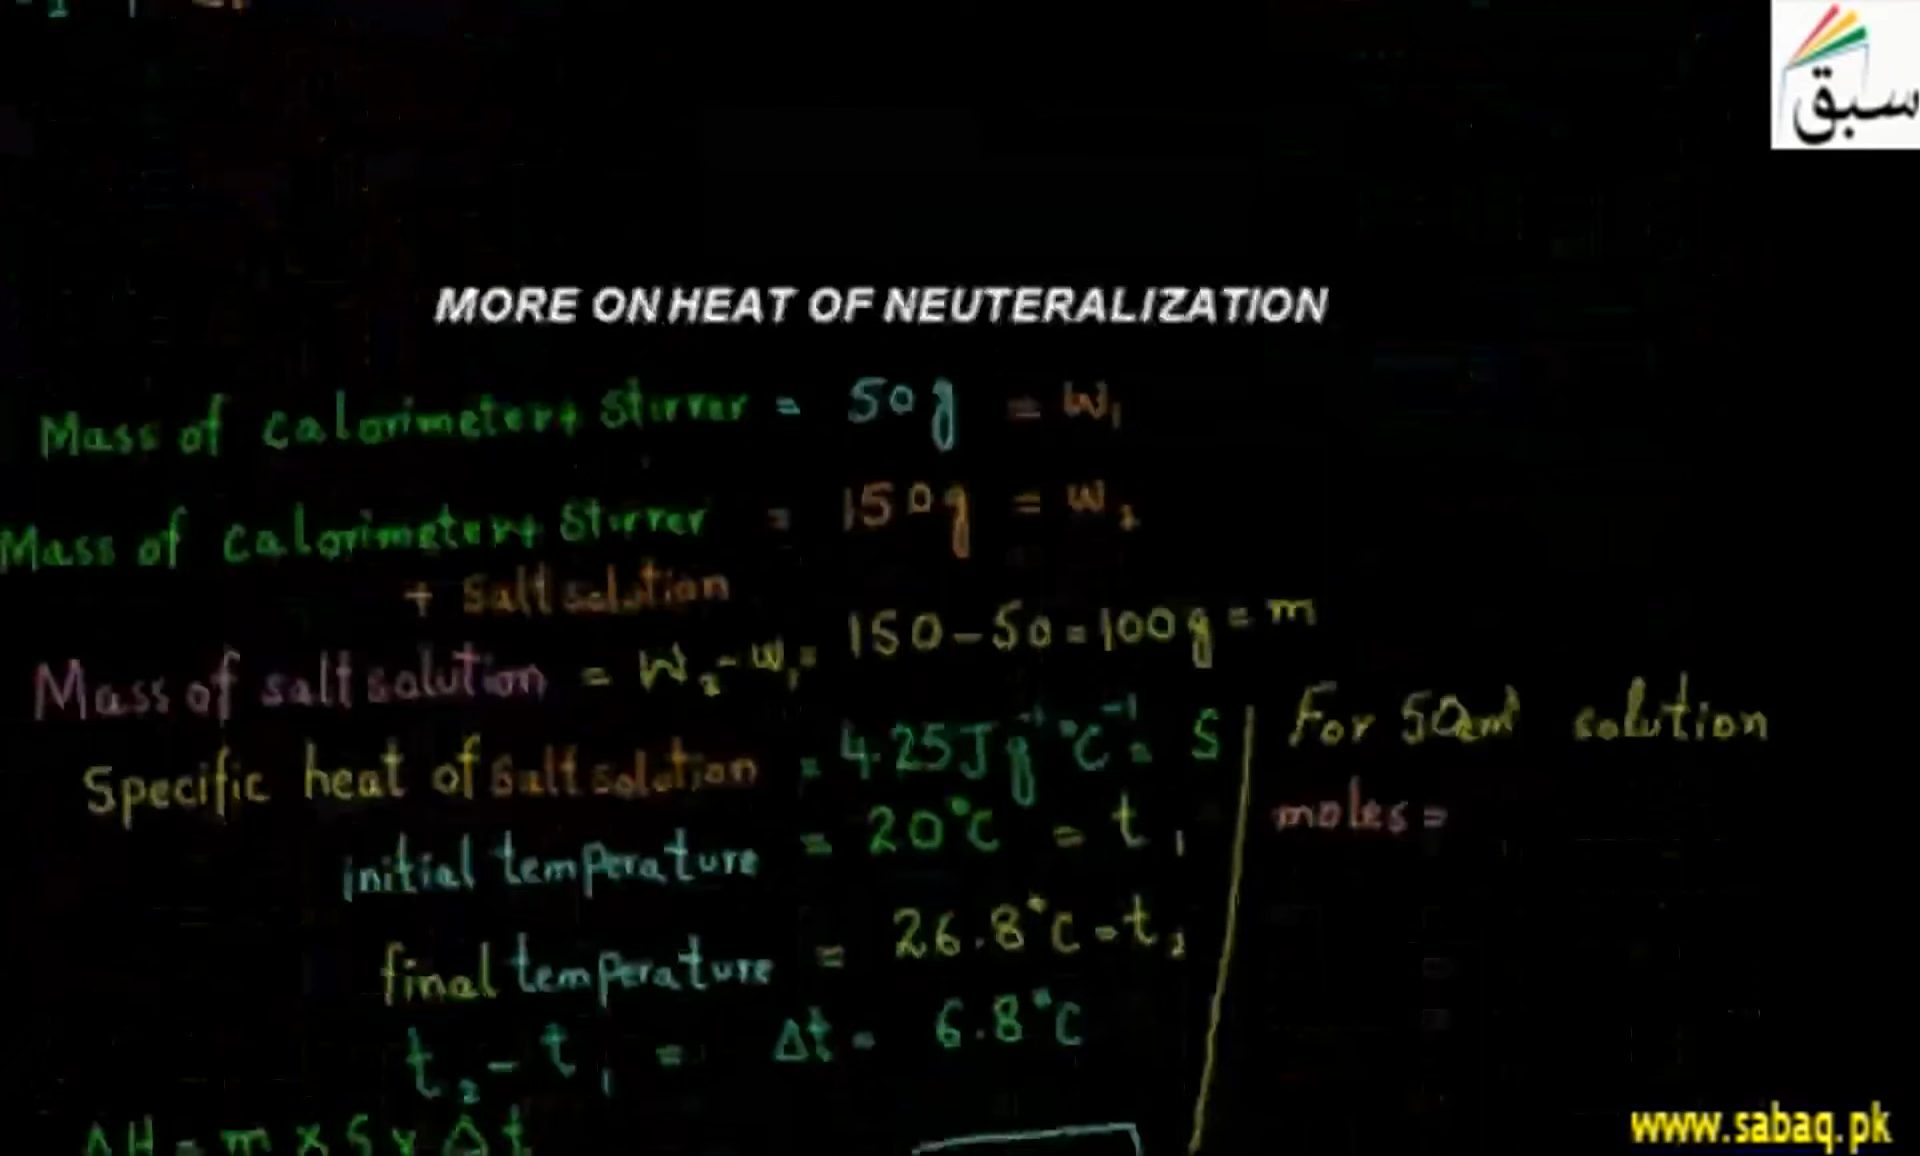 سبق
MORE ON HEAT OF NEUTERALIZATION
Mass of calorimeter+ Stirrer = 50g = W₁
Mass of calorimeter+ Stirrer = 150g = W₂
+ Salt solution
Mass of salt solution = W₂-W₁= 150-50=100g=m
Specific heat of salt solution = 4.25Jg⁻¹°C⁻¹= S
initial temperature = 20°C = t₁
final temperature = 26.8°C=t₂
t₂-t₁ = Δt= 6.8°C
ΔH=m×S×Δt
For 50cm³ solution
moles=
www.sabaq.pk